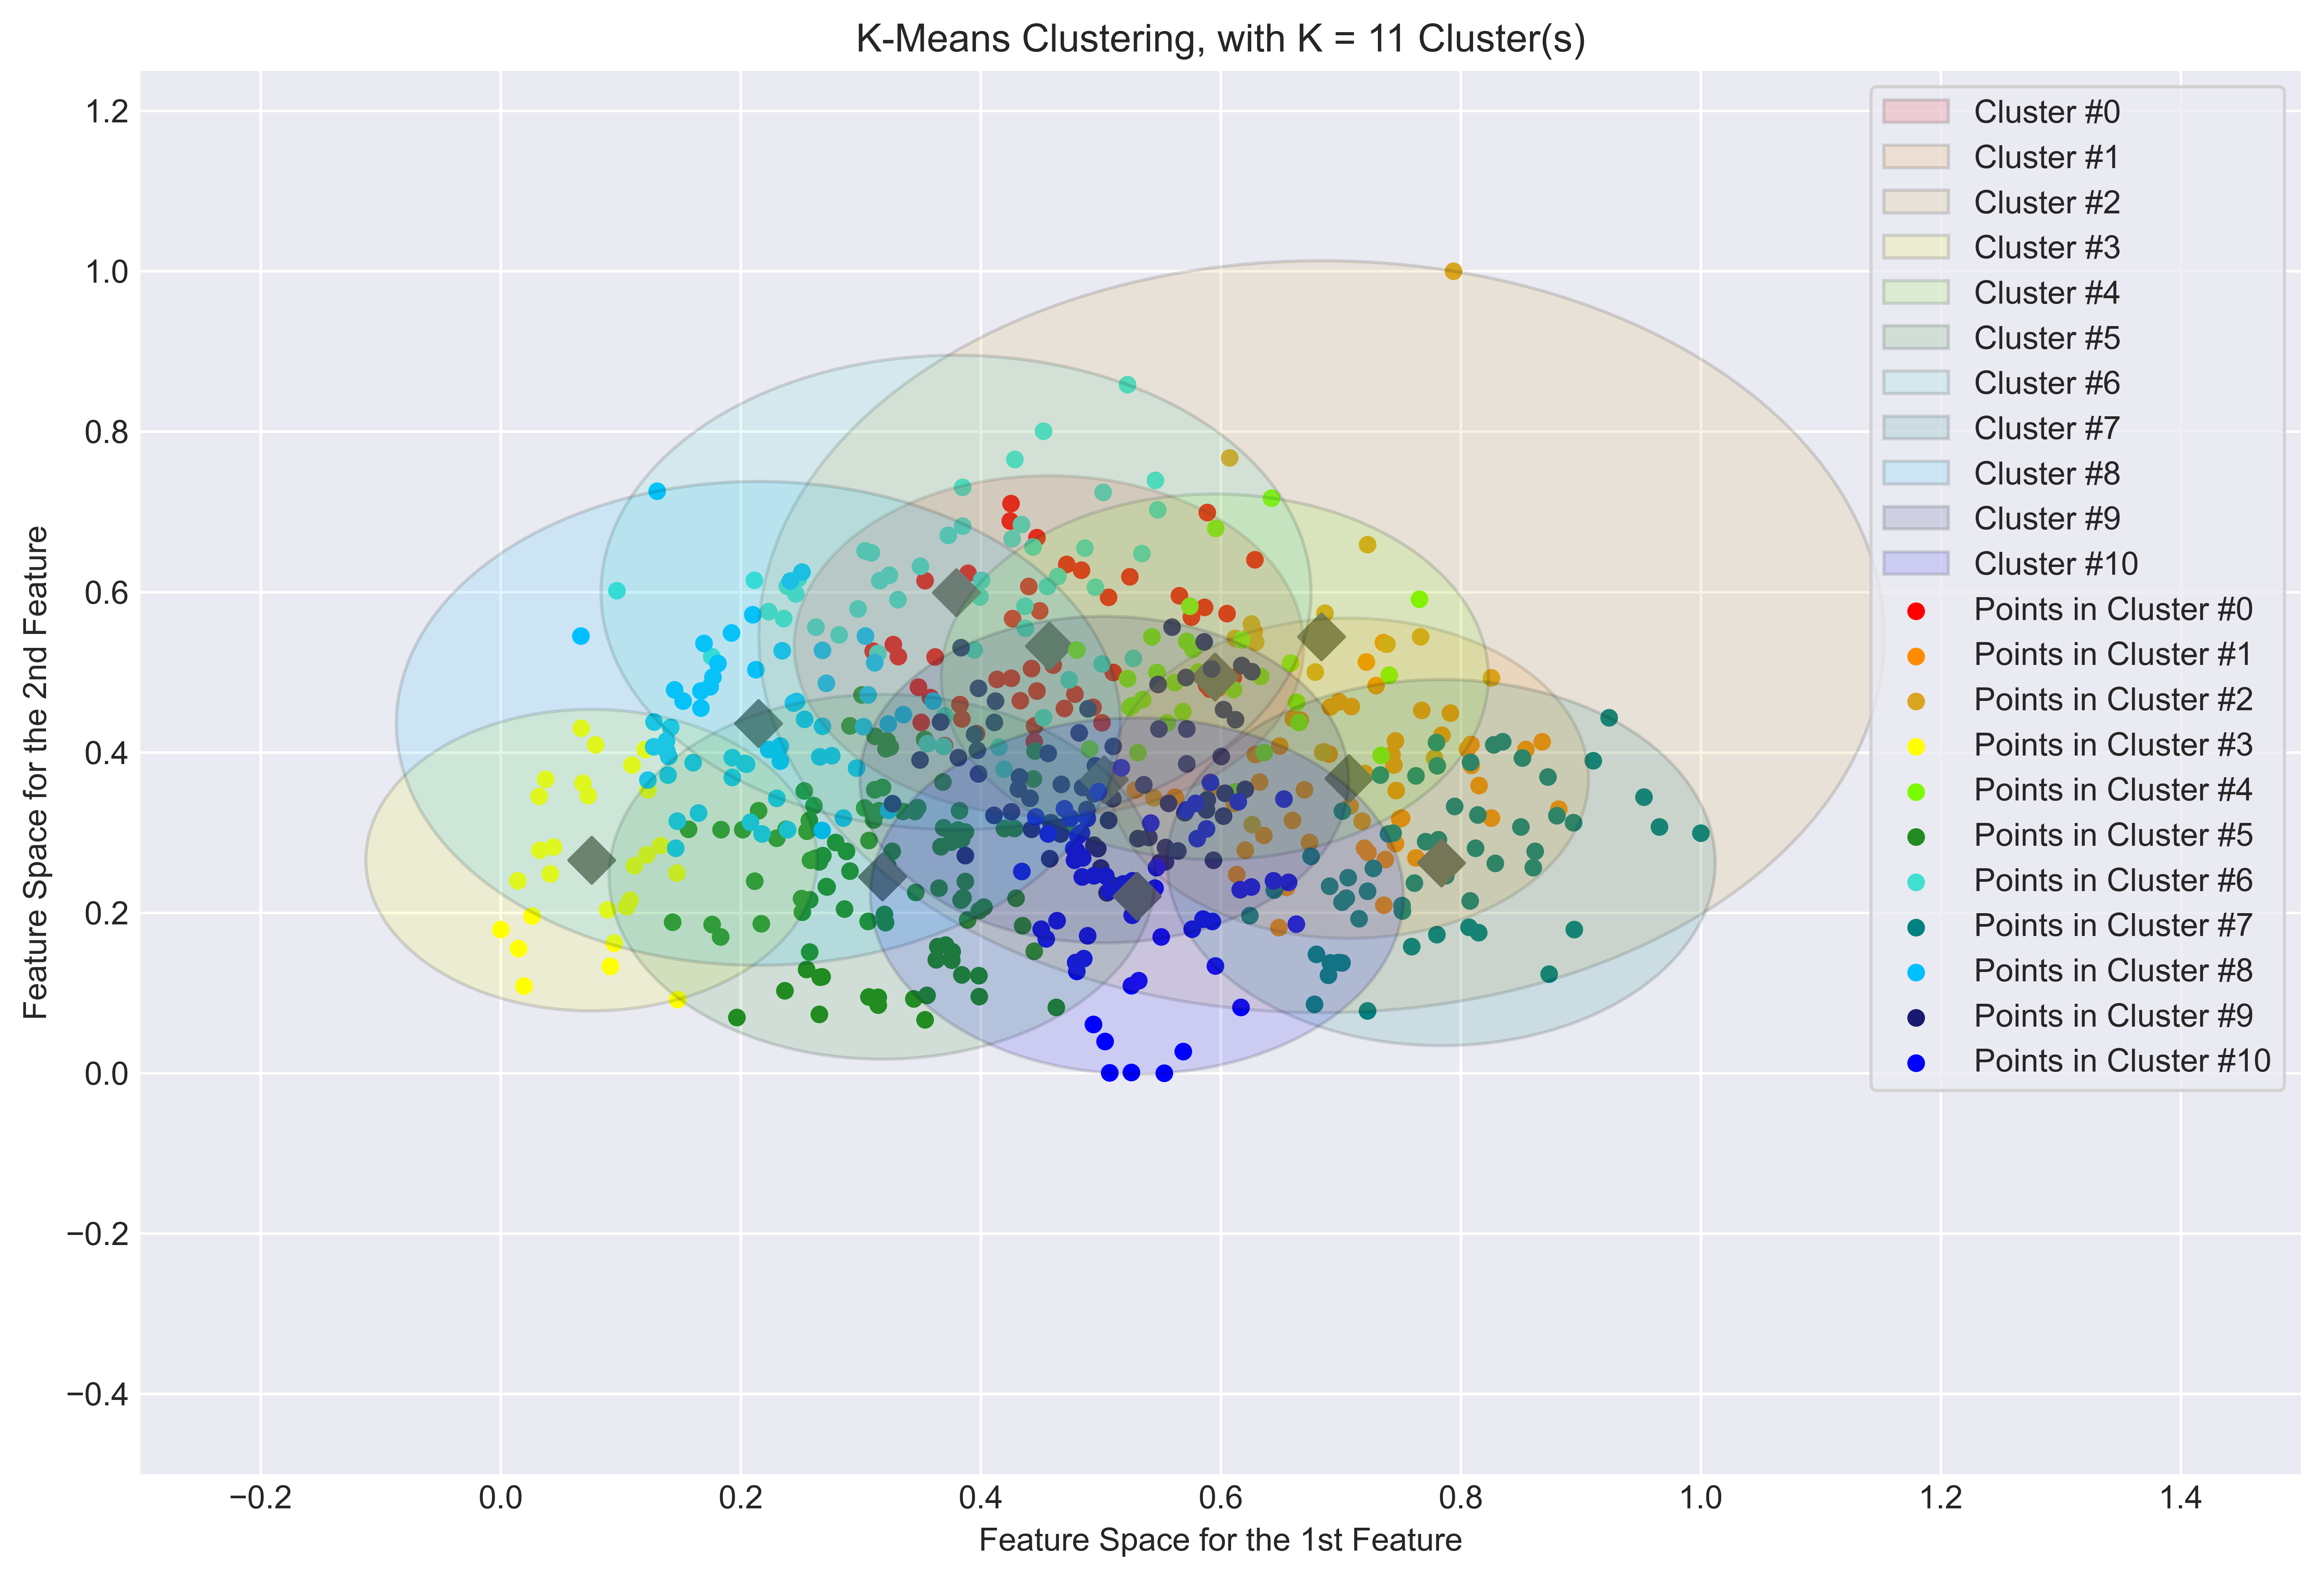 K-Means Clustering, with K = 11 Cluster(s)
1.2
1.0
0.8
0.6
0.4
0.2
0.0
−0.2
−0.4
Feature Space for the 2nd Feature
−0.2
0.0
0.2
0.4
0.6
0.8
1.0
1.2
1.4
Feature Space for the 1st Feature
Cluster #0
Cluster #1
Cluster #2
Cluster #3
Cluster #4
Cluster #5
Cluster #6
Cluster #7
Cluster #8
Cluster #9
Cluster #10
Points in Cluster #0
Points in Cluster #1
Points in Cluster #2
Points in Cluster #3
Points in Cluster #4
Points in Cluster #5
Points in Cluster #6
Points in Cluster #7
Points in Cluster #8
Points in Cluster #9
Points in Cluster #10